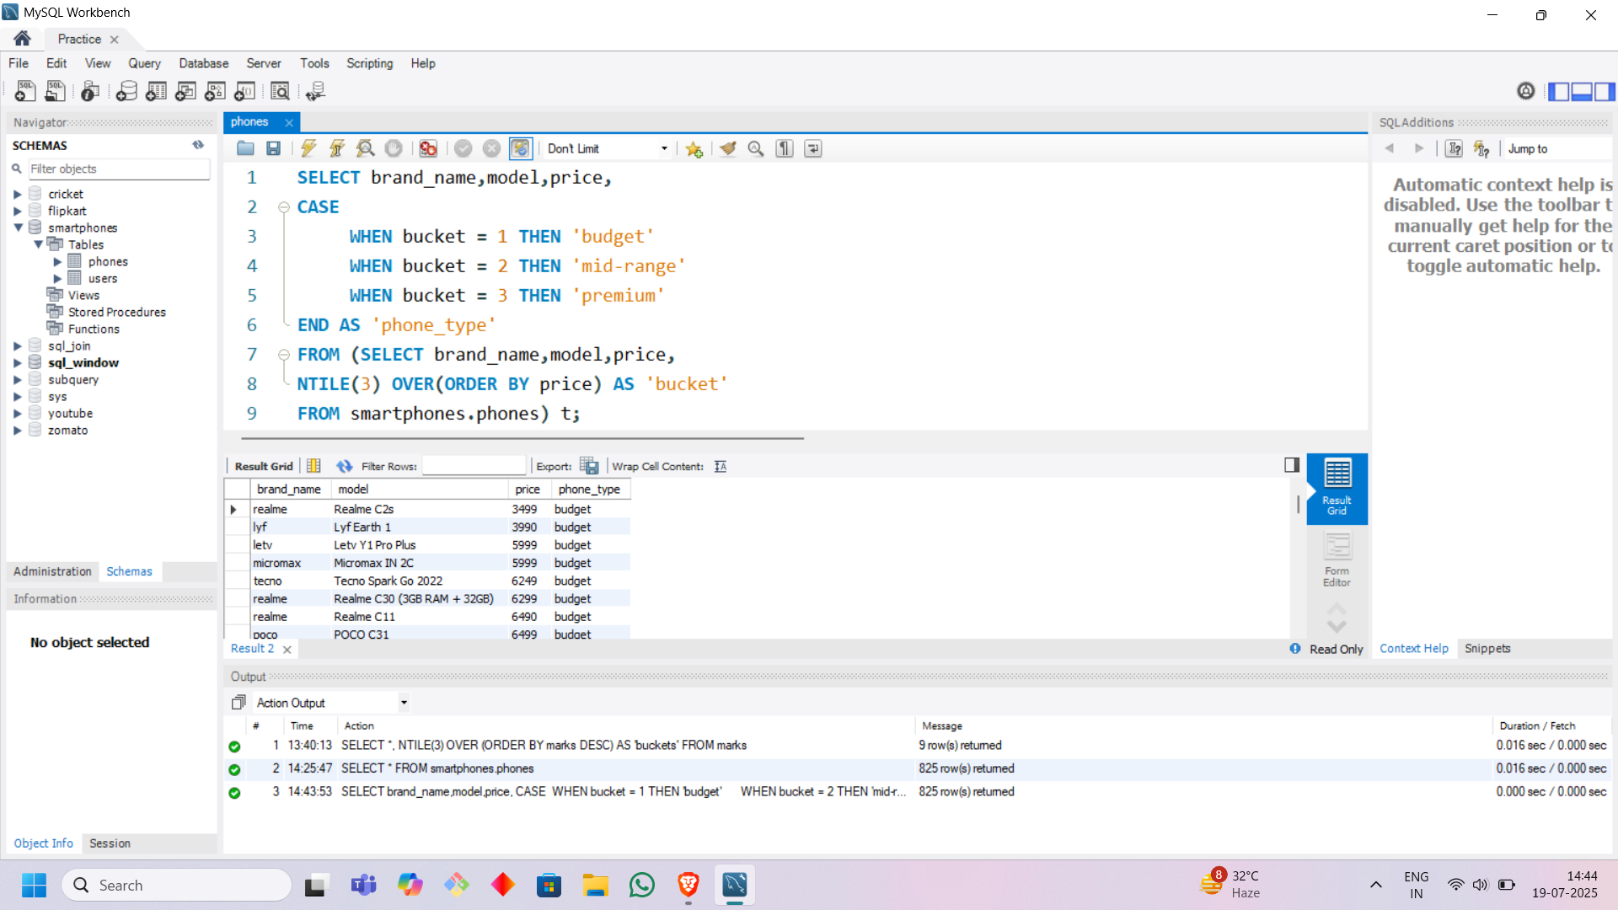 MySQL Workbench
Practice
File Edit View Query Database Server Tools Scripting Help
Navigator
SCHEMAS
Filter objects
cricket
flipkart
smartphones
Tables
phones
users
Views
Stored Procedures
Functions
sql_join
sql_window
subquery
sys
youtube
zomato
Administration Schemas
Information
No object selected
Object Info Session
phones
Don't Limit
1 SELECT brand_name,model,price,
2 CASE
3 WHEN bucket = 1 THEN 'budget'
4 WHEN bucket = 2 THEN 'mid-range'
5 WHEN bucket = 3 THEN 'premium'
6 END AS 'phone_type'
7 FROM (SELECT brand_name,model,price,
8 NTILE(3) OVER(ORDER BY price) AS 'bucket'
9 FROM smartphones.phones) t;
Result Grid Filter Rows: Export: Wrap Cell Content:
brand_name model price phone_type
realme Realme C2s 3499 budget
lyf Lyf Earth 1 3990 budget
letv Letv Y1 Pro Plus 5999 budget
micromax Micromax IN 2C 5999 budget
tecno Tecno Spark Go 2022 6249 budget
realme Realme C30 (3GB RAM + 32GB) 6299 budget
realme Realme C11 6490 budget
poco POCO C31 6499 budget
Result Grid
Form Editor
Result 2
Read Only
SQLAdditions
Jump to
Automatic context help is
disabled. Use the toolbar t
manually get help for the
current caret position or to
toggle automatic help.
Context Help Snippets
Output
Action Output
# Time Action Message Duration / Fetch
1 13:40:13 SELECT *, NTILE(3) OVER (ORDER BY marks DESC) AS 'buckets' FROM marks 9 row(s) returned 0.016 sec / 0.000 sec
2 14:25:47 SELECT * FROM smartphones.phones 825 row(s) returned 0.016 sec / 0.000 sec
3 14:43:53 SELECT brand_name,model,price, CASE WHEN bucket = 1 THEN 'budget' WHEN bucket = 2 THEN 'mid-r... 825 row(s) returned 0.000 sec / 0.000 sec
Search
8
32°C
Haze
ENG
IN
14:44
19-07-2025